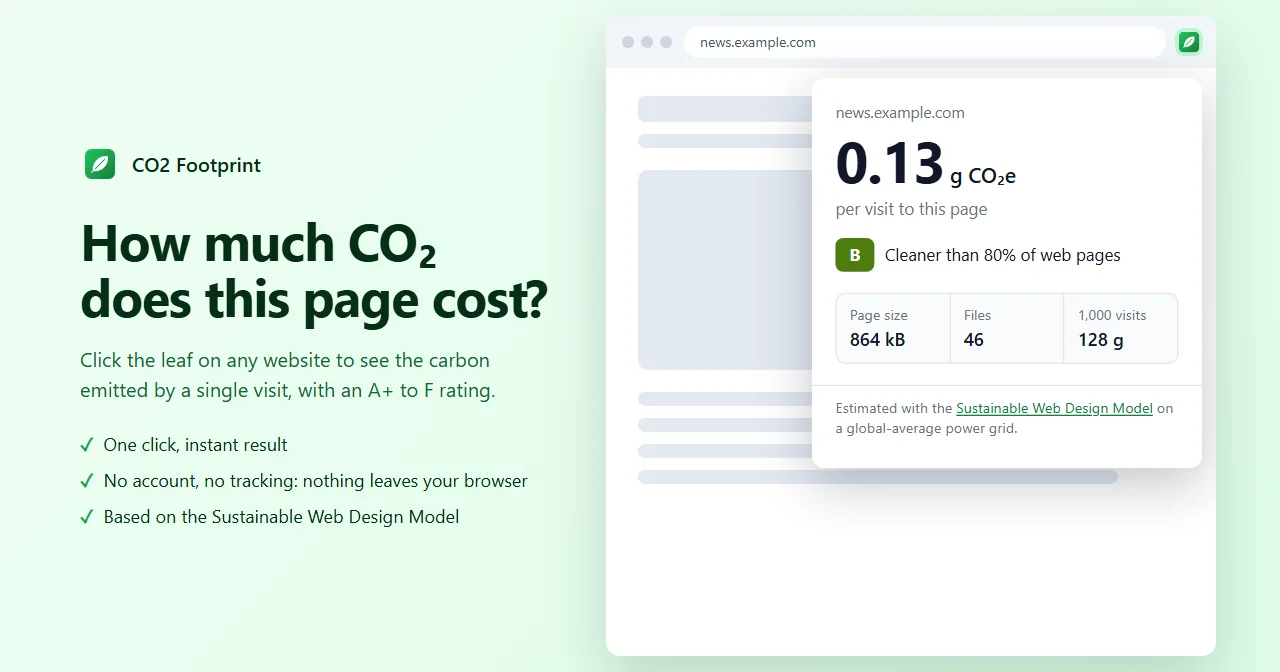 CO2 Footprint
How much CO₂
does this page cost?
Click the leaf on any website to see the carbon
emitted by a single visit, with an A+ to F rating.
✓ One click, instant result
✓ No account, no tracking: nothing leaves your browser
✓ Based on the Sustainable Web Design Model
news.example.com
news.example.com
0.13 g CO₂e
per visit to this page
B Cleaner than 80% of web pages
Page size Files 1,000 visits
864 kB 46 128 g
Estimated with the Sustainable Web Design Model on
a global-average power grid.